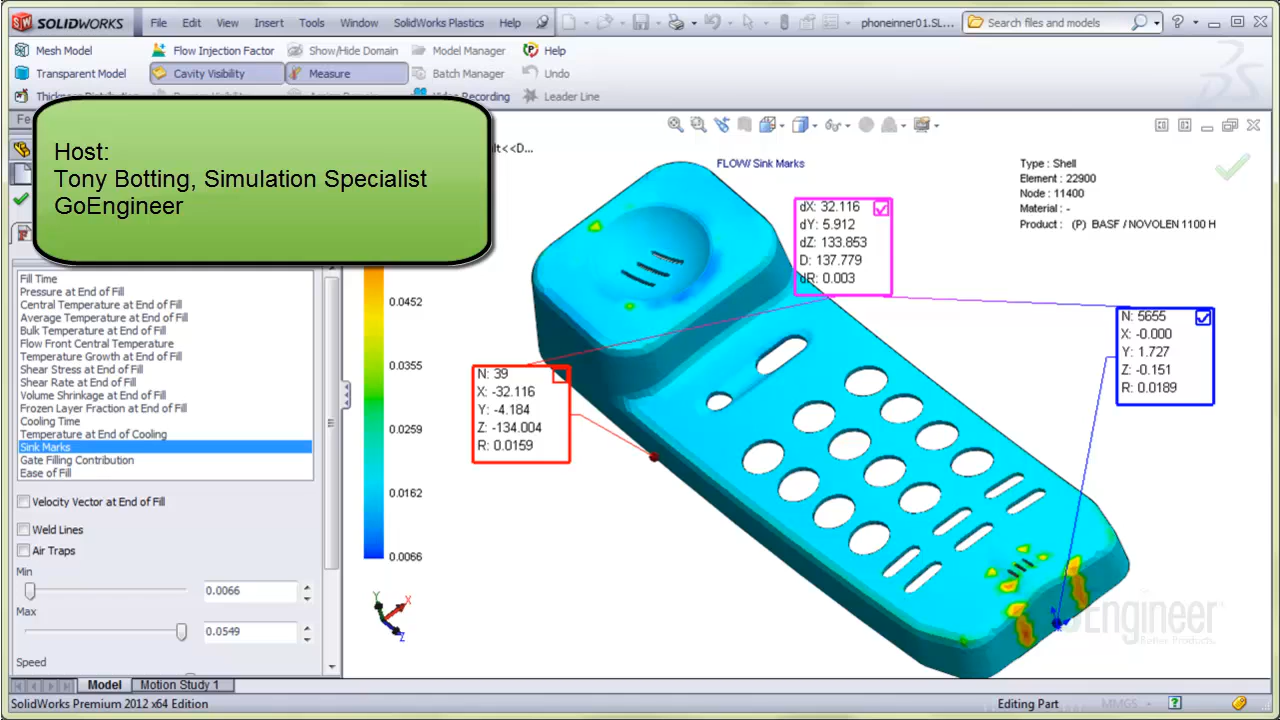 SOLIDWORKS
File Edit View Insert Tools Window SolidWorks Plastics Help
phoneinner01.SL...
Search files and models
Mesh Model
Flow Injection Factor
Show/Hide Domain
Model Manager
Help
Transparent Model
Cavity Visibility
Measure
Batch Manager
Undo
Leader Line
Host:
Tony Botting, Simulation Specialist
GoEngineer
lt<<D...
FLOW/ Sink Marks
Type : Shell
Element : 22900
Node : 11400
Material : -
Product : (P) BASF / NOVOLEN 1100 H
dX: 32.116
dY: 5.912
dZ: 133.853
D: 137.779
dR: 0.003
N: 5655
X: -0.000
Y: 1.727
Z: -0.151
R: 0.0189
N: 39
X: -32.116
Y: -4.184
Z: -134.004
R: 0.0159
0.0452
0.0355
0.0259
0.0162
0.0066
Fill Time
Pressure at End of Fill
Central Temperature at End of Fill
Average Temperature at End of Fill
Bulk Temperature at End of Fill
Flow Front Central Temperature
Temperature Growth at End of Fill
Shear Stress at End of Fill
Shear Rate at End of Fill
Volume Shrinkage at End of Fill
Frozen Layer Fraction at End of Fill
Cooling Time
Temperature at End of Cooling
Sink Marks
Gate Filling Contribution
Ease of Fill
Velocity Vector at End of Fill
Weld Lines
Air Traps
Min
0.0066
Max
0.0549
Speed
Y
X
Z
Model
Motion Study 1
SolidWorks Premium 2012 x64 Edition
Editing Part
MMGS